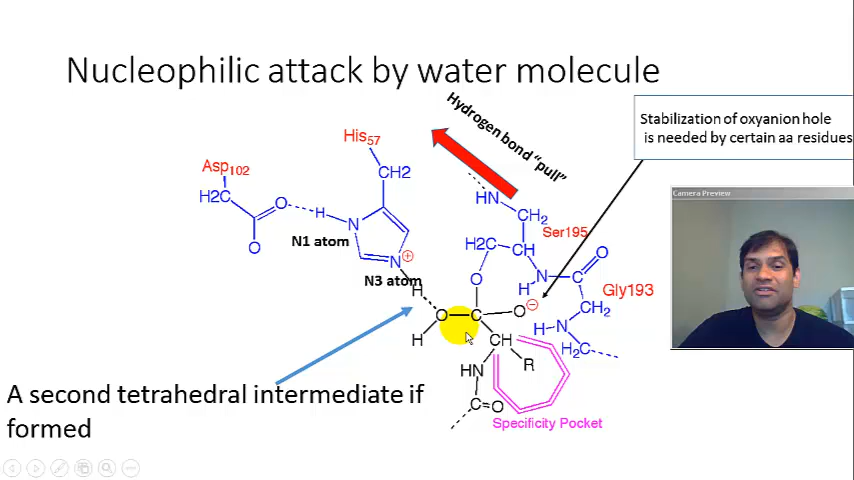 Nucleophilic attack by water molecule
Hydrogen bond “pull”
Stabilization of oxyanion hole
is needed by certain aa residues
Camera Preview
His57
Asp102
CH2
H2C
O
H
N
N1 atom
O
N
⊕
N3 atom
H
HN
CH2
Ser195
H2C
CH
O
N
H
O
C
Gly193
CH2
H
N
H2C
O
C
O
⊖
H
CH
R
HN
C
O
Specificity Pocket
A second tetrahedral intermediate if
formed